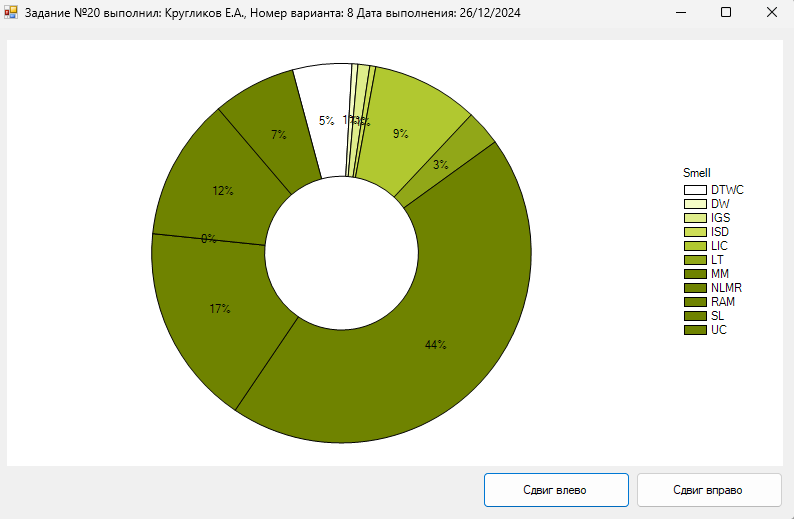 Задание №20 выполнил: Кругликов Е.А., Номер варианта: 8 Дата выполнения: 26/12/2024
5%
9%
7%
3%
12%
0%
17%
44%
Smell
DTWC
DW
IGS
ISD
LIC
LT
MM
NLMR
RAM
SL
UC
Сдвиг влево
Сдвиг вправо